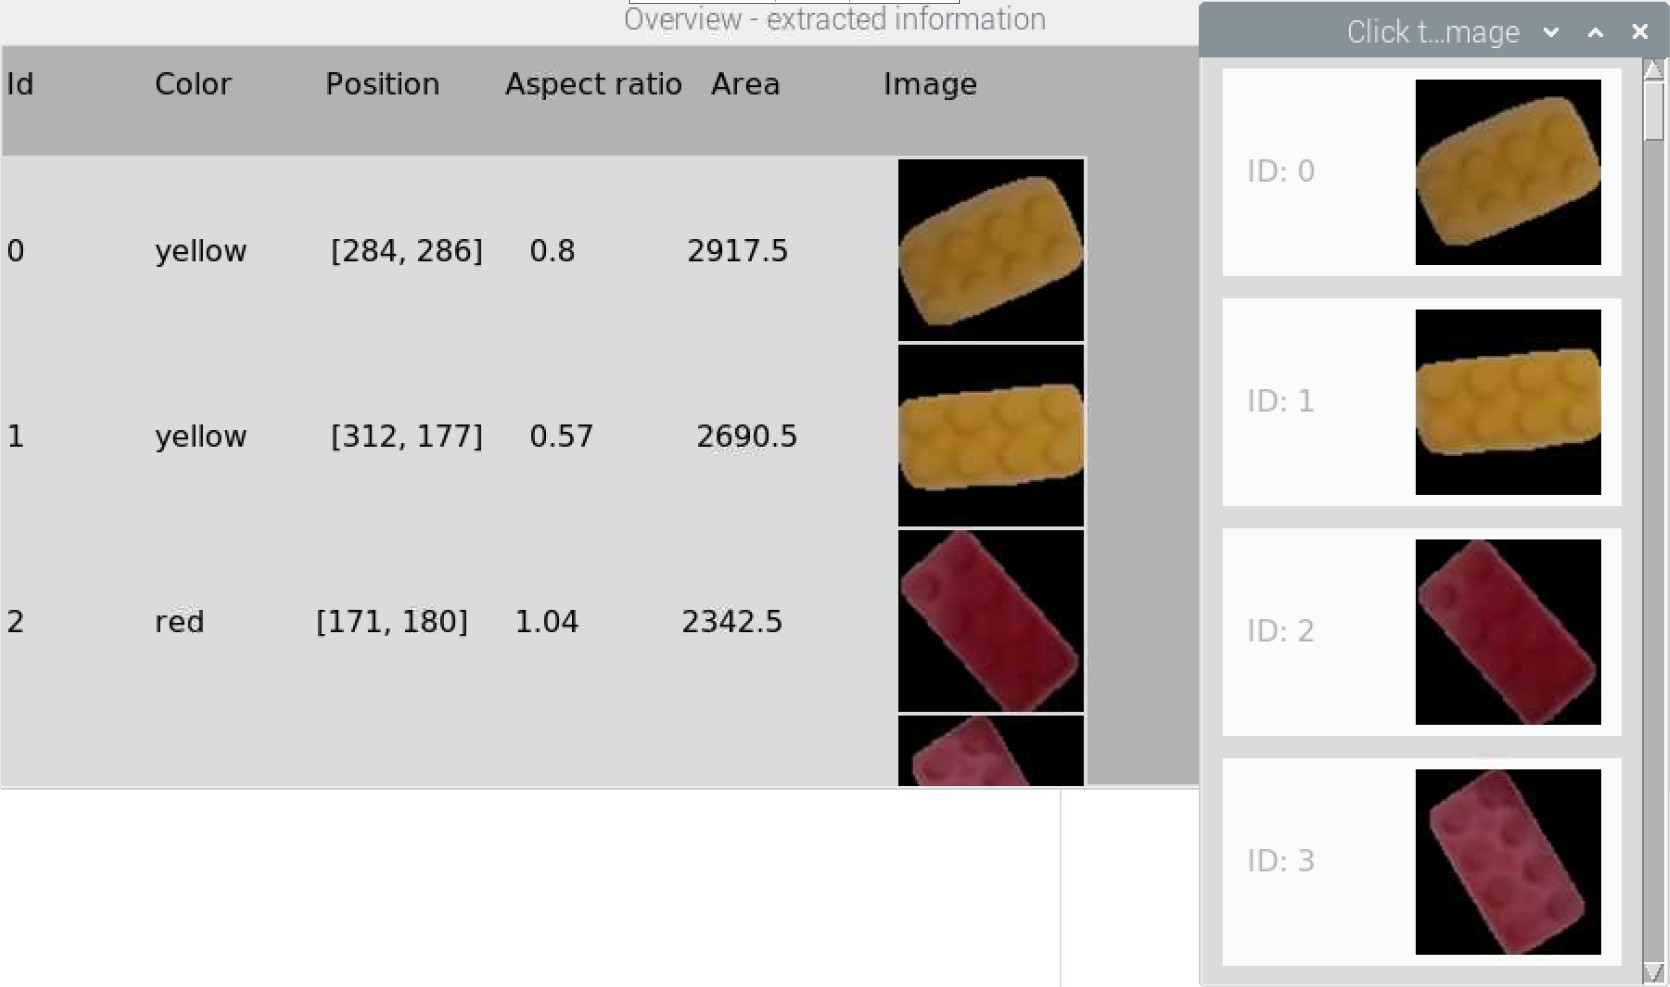 Overview - extracted information
Id Color Position Aspect ratio Area Image
0 yellow [284, 286] 0.8 2917.5
1 yellow [312, 177] 0.57 2690.5
2 red [171, 180] 1.04 2342.5
Click t...mage
ID: 0
ID: 1
ID: 2
ID: 3